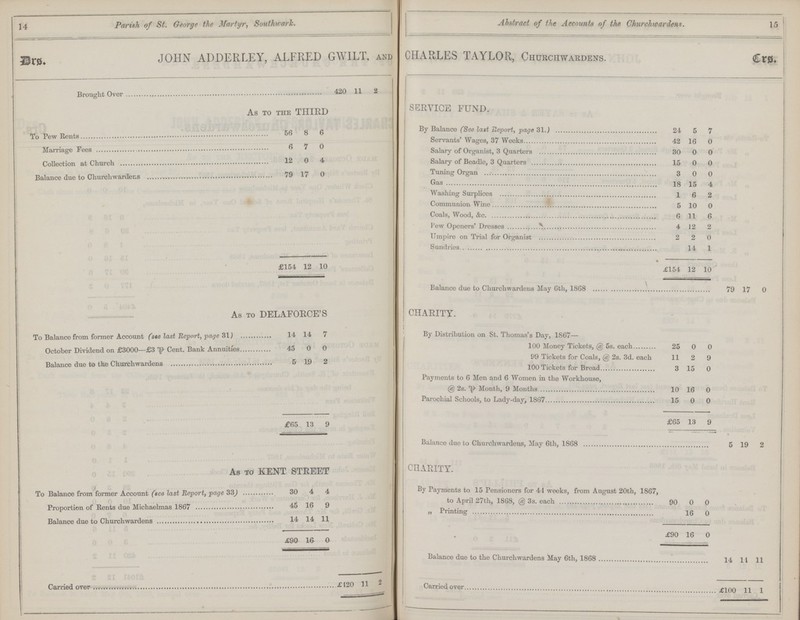 14
Parish of St. George the Martyr, Southwark.
Drs.
JOHN ADDERLEY, ALFRED GWILT, AND
Brought Over 420 11 2
AS TO THE THIRD
To Pew Rents 56 8 6
Marriage Fees 6 7 0
Collection at Church 12 0 4
Balance due to Churchwardens 79 17 0
£154 12 10
AS TO DELAFORCE'S
To Balance from former Account (see last Report, page 31) 14 14 7
October Dividend on £3000—£3 ⅌ Cent. Bank Annuities 45 0 0
Balance due to the Churchwardens 5 19 2
£65 13 9
AS TO KENT STREET
To Balance from former Account (see last Report, page 33) 30 4 4
Proportion of Rents due Michaelmas 1867 45 16 9
Balance due to Churchwardens 14 14 11
£90 16 0
Carried over £420 11 2
Abstract of the Accounts of the Churchwardens.
15
CHARLES TAYLOR, CHURCHWARDENS.
Crs.
SERVICE FUND.
By Balance (See last Report, page 31.) 24 5 7
Servants' Wages, 37 Weeks 42 16 0
Salary of Organist, 3 Quarters 30 0 0
Salary of Beadle, 3 Quarters 15 0 0
Tuning Organ 3 0 0
Gas 18 15 4
Washing Surplices 1 6 2
Communion Wine 5 10 0
Coals, Wood, &c. 6 11 6
Pew Openers' Dresses 4 12 2
Umpire on Trial for Organist 2 2 0
Sundries 14 1
£154 12 10
Balance due to Churchwardens May 6th, 1868 79 17 0
CHARITY.
By Distribution on St. Thomas's Day, 1867—
100 Money Tickets, @ 5s. each 25 0 0
99 Tickets for Coals, @ 2s. 3d. each 11 2 9
100 Tickets for Bread 3 15 0
Payments to 6 Men and 6 Women in the Workhouse,
@ 2s. ⅌ Month, 9 Months 10 16 0
Parochial Schools, to Lady-day, 1867 15 0 0
£65 13 9
Balance due to Churchwardens, May 6th, 1868 5 19 2
CHARITY.
By Payments to 15 Pensioners for 44 weeks, from August 20th, 1867,
to April 27th, 1868, @ 3s. each 90 0 0
„ Printing 16 0
£90 16 0
Balance due to the Churchwardens May 6th, 1868 14 14 11
Carried over £100 11 1